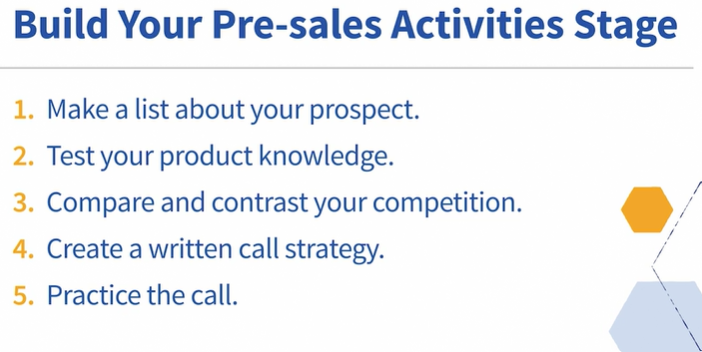 Build Your Pre-sales Activities Stage
1. Make a list about your prospect.
2. Test your product knowledge.
3. Compare and contrast your competition.
4. Create a written call strategy.
5. Practice the call.